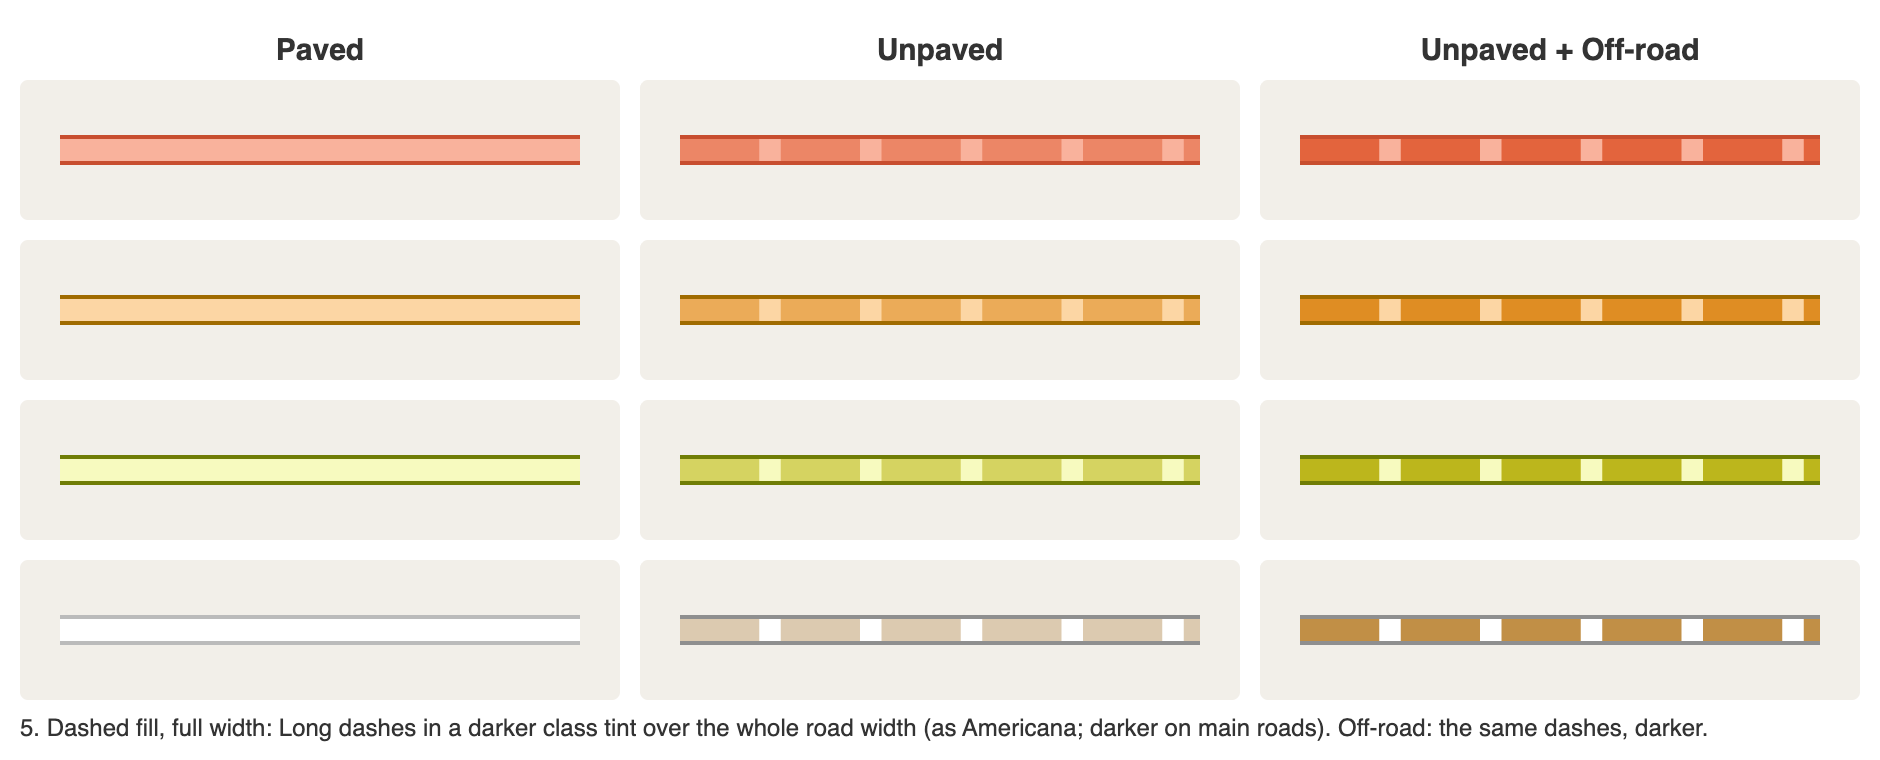 Paved
Unpaved
Unpaved + Off-road
5. Dashed fill, full width: Long dashes in a darker class tint over the whole road width (as Americana; darker on main roads). Off-road: the same dashes, darker.